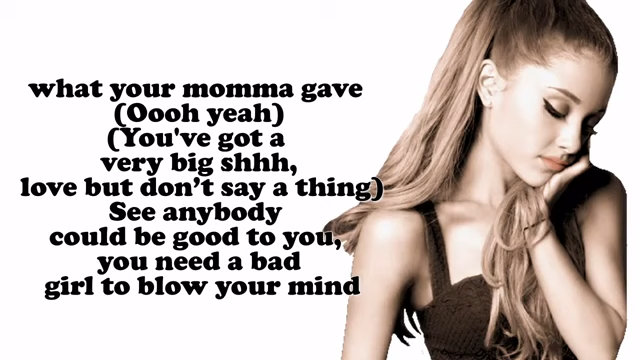 what your momma gave
(Oooh yeah)
(You've got a
very big shhh,
love but don’t say a thing)
See anybody
could be good to you,
you need a bad
girl to blow your mind